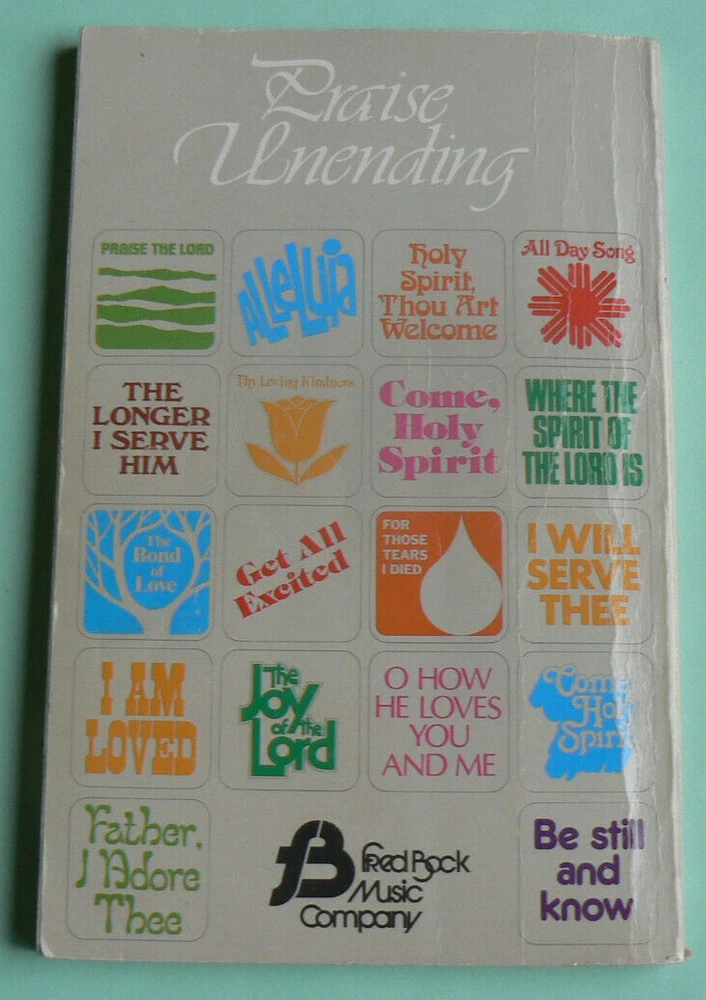 Praise
Unending
PRAISE THE LORD
ALLELUIA
Holy
Spirit,
Thou Art
Welcome
All Day Song
THE
LONGER
I SERVE
HIM
Thy Loving Kindness
Come,
Holy
Spirit
WHERE THE
SPIRIT OF
THE LORD IS
The
Bond
of
Love
Get All
Excited
FOR
THOSE
TEARS
I DIED
I WILL
SERVE
THEE
I AM
LOVED
The
Joy
of the
Lord
O HOW
HE LOVES
YOU
AND ME
Come
Holy
Spirit
Father,
I Adore
Thee
fB
Fred Bock
Music
Company
Be still
and
know